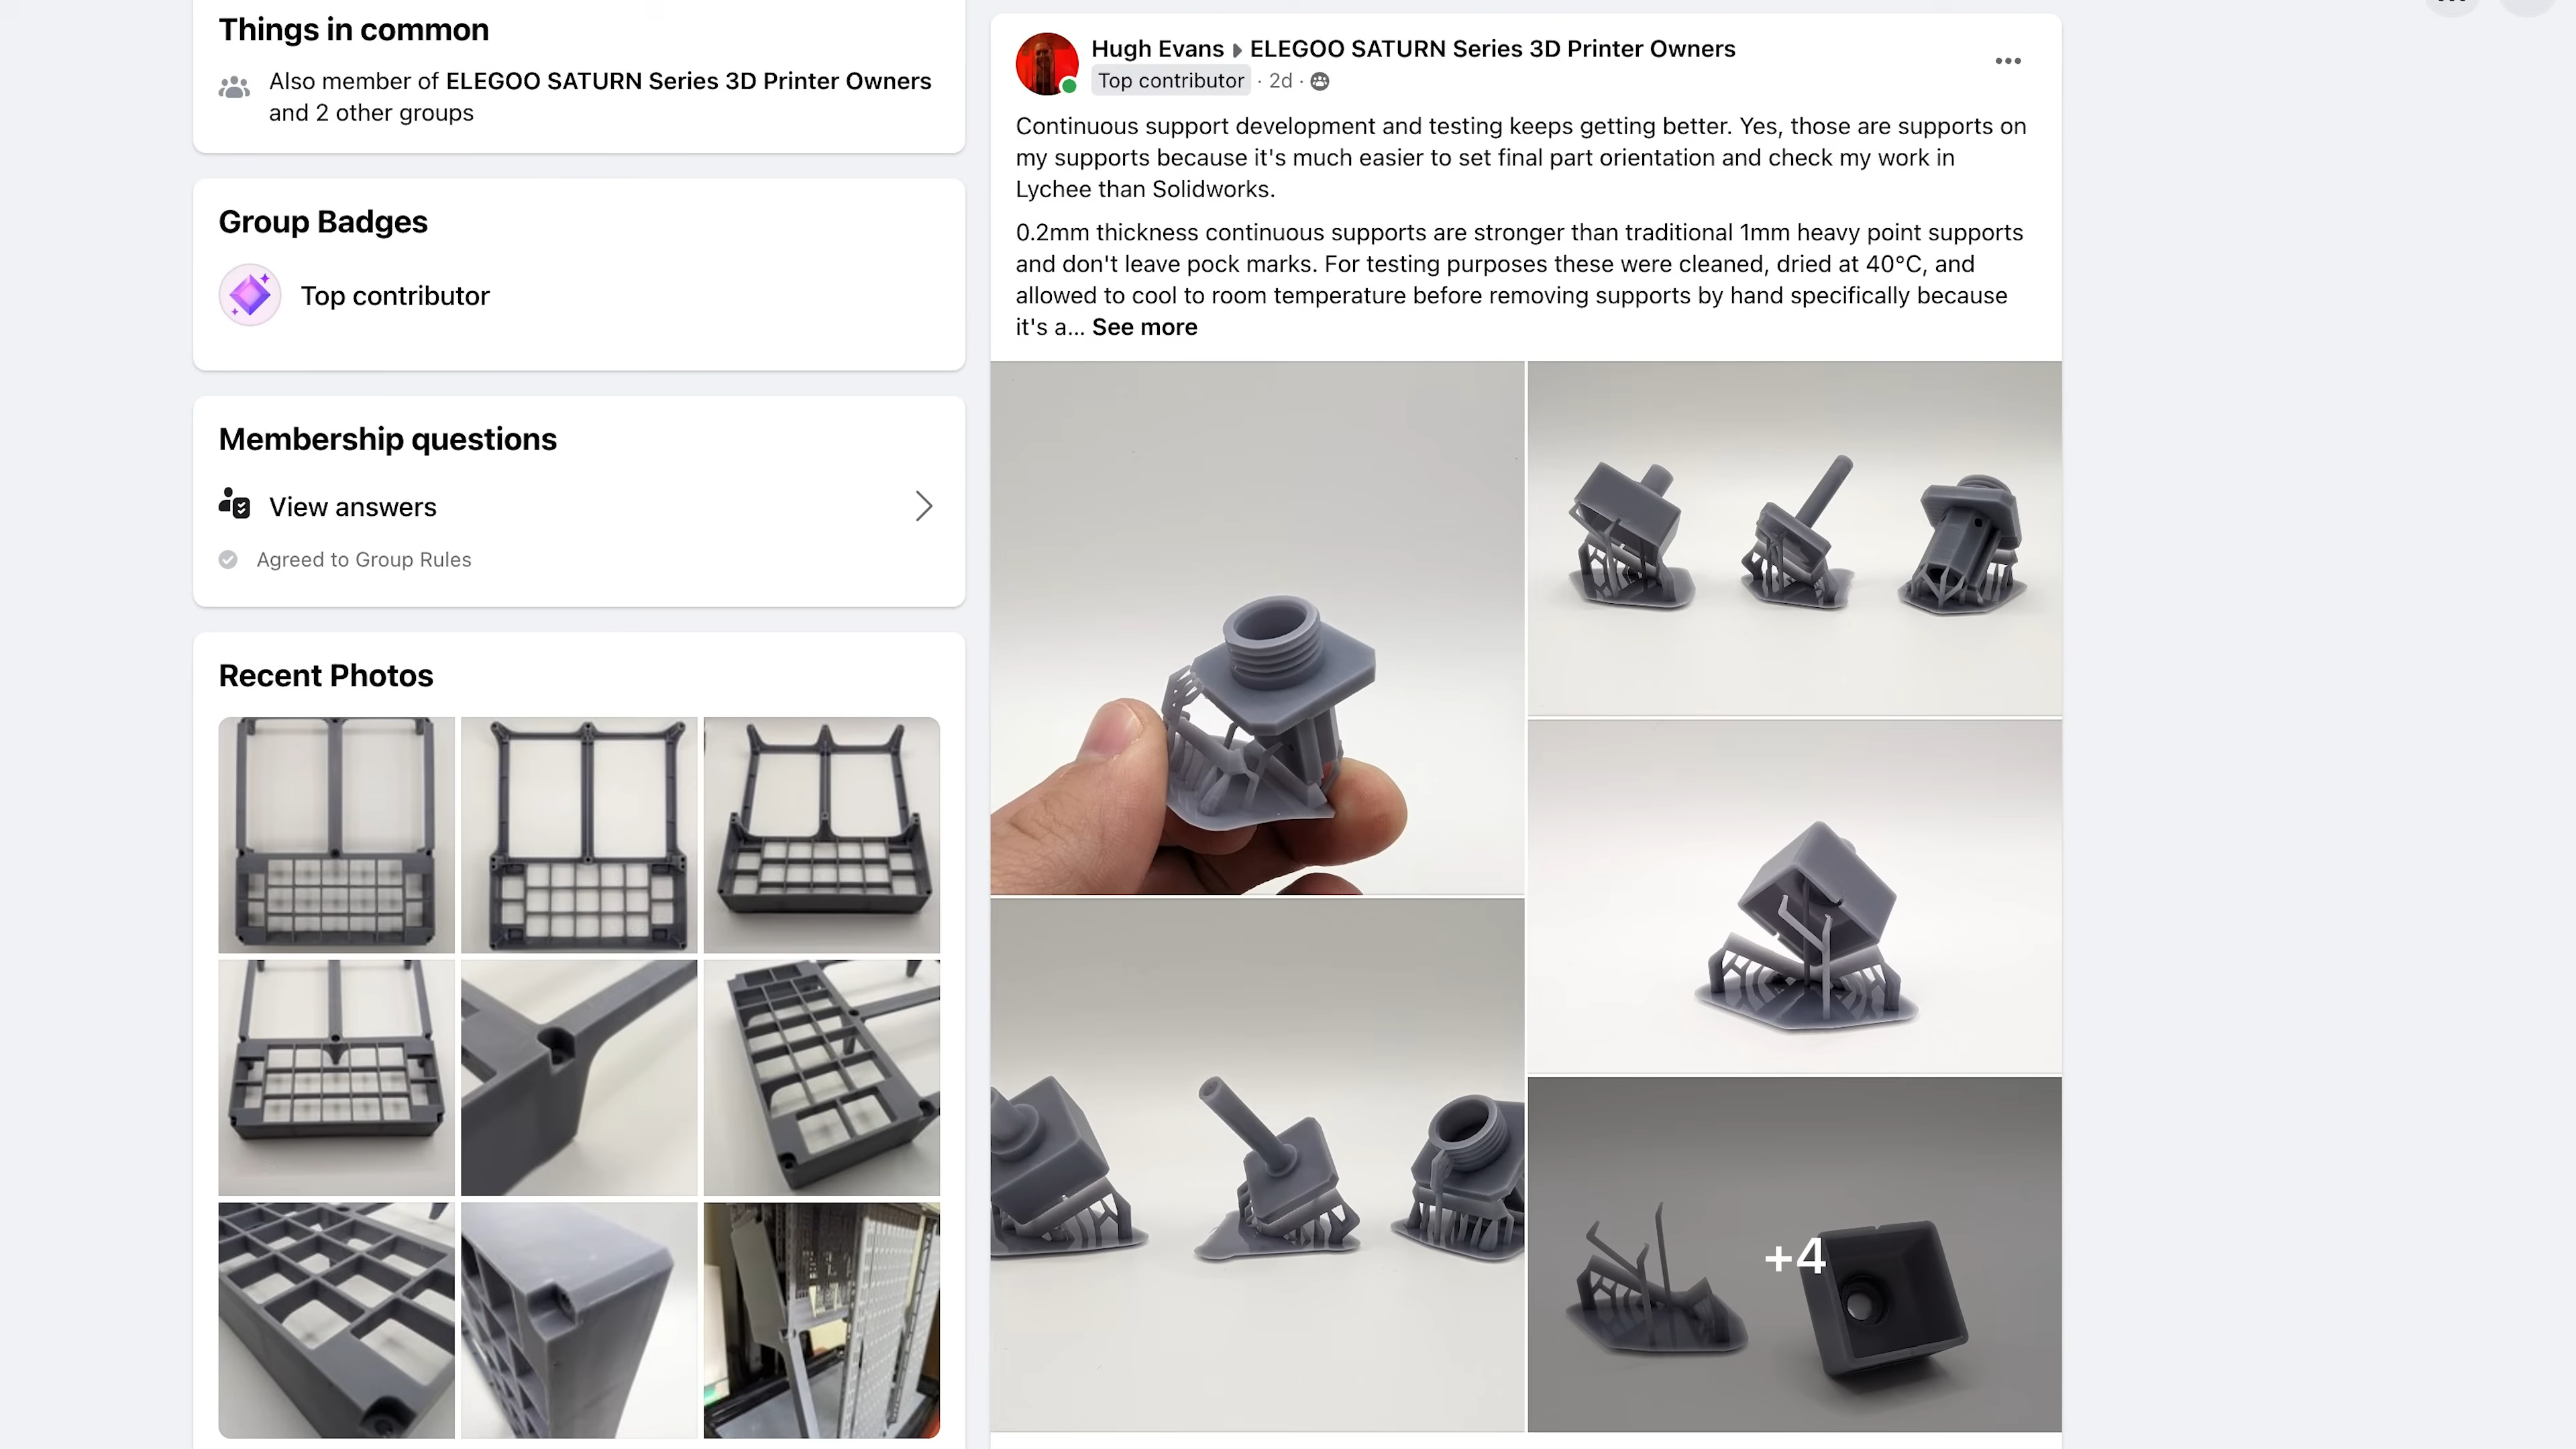 Things in common
Also member of ELEGOO SATURN Series 3D Printer Owners
and 2 other groups
Group Badges
Top contributor
Membership questions
View answers
Agreed to Group Rules
Recent Photos
Hugh Evans ELEGOO SATURN Series 3D Printer Owners
Top contributor · 2d ·
Continuous support development and testing keeps getting better. Yes, those are supports on
my supports because it's much easier to set final part orientation and check my work in
Lychee than Solidworks.
0.2mm thickness continuous supports are stronger than traditional 1mm heavy point supports
and don't leave pock marks. For testing purposes these were cleaned, dried at 40°C, and
allowed to cool to room temperature before removing supports by hand specifically because
it's a... See more
+4